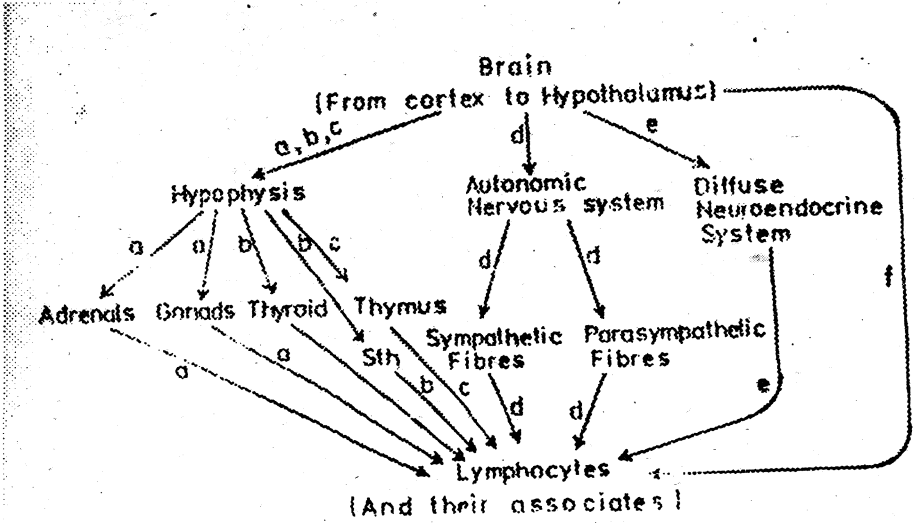 Brain
(From cortex to Hypothalamus)
a, b, c
d
e
Hypophysis
Autonomic
Nervous system
Diffuse
Neuroendocrine
System
a
a
b
b
c
d
d
f
Adrenals
Gonads
Thyroid
Thymus
Sympathetic
Fibres
Parasympathetic
Fibres
Sth
a
a
b
c
d
d
e
Lymphocytes
(And their associates)